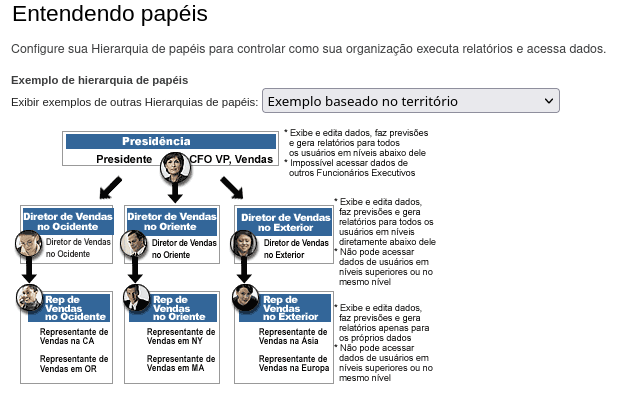 Entendendo papéis
Configure sua Hierarquia de papéis para controlar como sua organização executa relatórios e acessa dados.
Exemplo de hierarquia de papéis
Exibir exemplos de outras Hierarquias de papéis: Exemplo baseado no território
Presidência
Presidente CFO VP, Vendas
* Exibe e edita dados, faz previsões
e gera relatórios para todos
os usuários em níveis abaixo dele
* Impossível acessar dados de
outros Funcionários Executivos
Diretor de Vendas
no Ocidente
Diretor de Vendas
no Ocidente
Diretor de Vendas
no Oriente
Diretor de Vendas
no Oriente
Diretor de Vendas
no Exterior
Diretor de Vendas
no Exterior
* Exibe e edita dados,
faz previsões e gera
relatórios para todos os
usuários em níveis
diretamente abaixo dele
* Não pode acessar
dados de usuários em
níveis superiores ou no
mesmo nível
Rep de
Vendas
no Ocidente
Representante de
Vendas na CA
Representante de
Vendas em OR
Rep de
Vendas
no Oriente
Representante de
Vendas em NY
Representante de
Vendas em MA
Rep de
Vendas
no Exterior
Representante de
Vendas na Ásia
Representante de
Vendas na Europa
* Exibe e edita dados,
faz previsões e gera
relatórios apenas para
os próprios dados
* Não pode acessar
dados de usuários em
níveis superiores ou no
mesmo nível